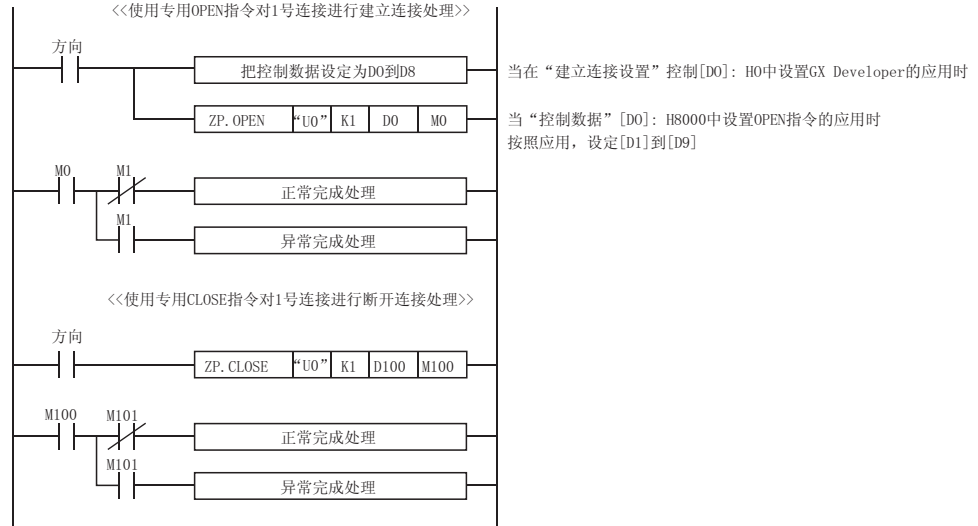 <<使用专用OPEN指令对1号连接进行建立连接处理>>
方向
把控制数据设定为D0到D8
当在“建立连接设置”控制[D0]: H0中设置GX Developer的应用时
ZP.OPEN “U0” K1 D0 M0
当“控制数据”[D0]: H8000中设置OPEN指令的应用时
按照应用, 设定[D1]到[D9]
M0 M1
正常完成处理
M1
异常完成处理
<<使用专用CLOSE指令对1号连接进行断开连接处理>>
方向
ZP.CLOSE “U0” K1 D100 M100
M100 M101
正常完成处理
M101
异常完成处理